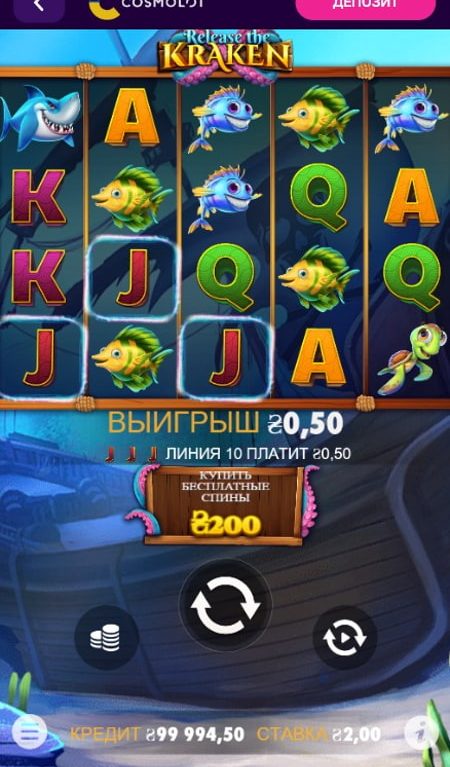 COSMOLOT
ДЕПОЗИТ
Release the
KRAKEN
A
K
Q
A
K
J
Q
Q
J
J
A
ВЫИГРЫШ ₴0,50
J J J ЛИНИЯ 10 ПЛАТИТ ₴0,50
КУПИТЬ
БЕСПЛАТНЫЕ
СПИНЫ
₴200
КРЕДИТ ₴99 994,50 СТАВКА ₴2,00